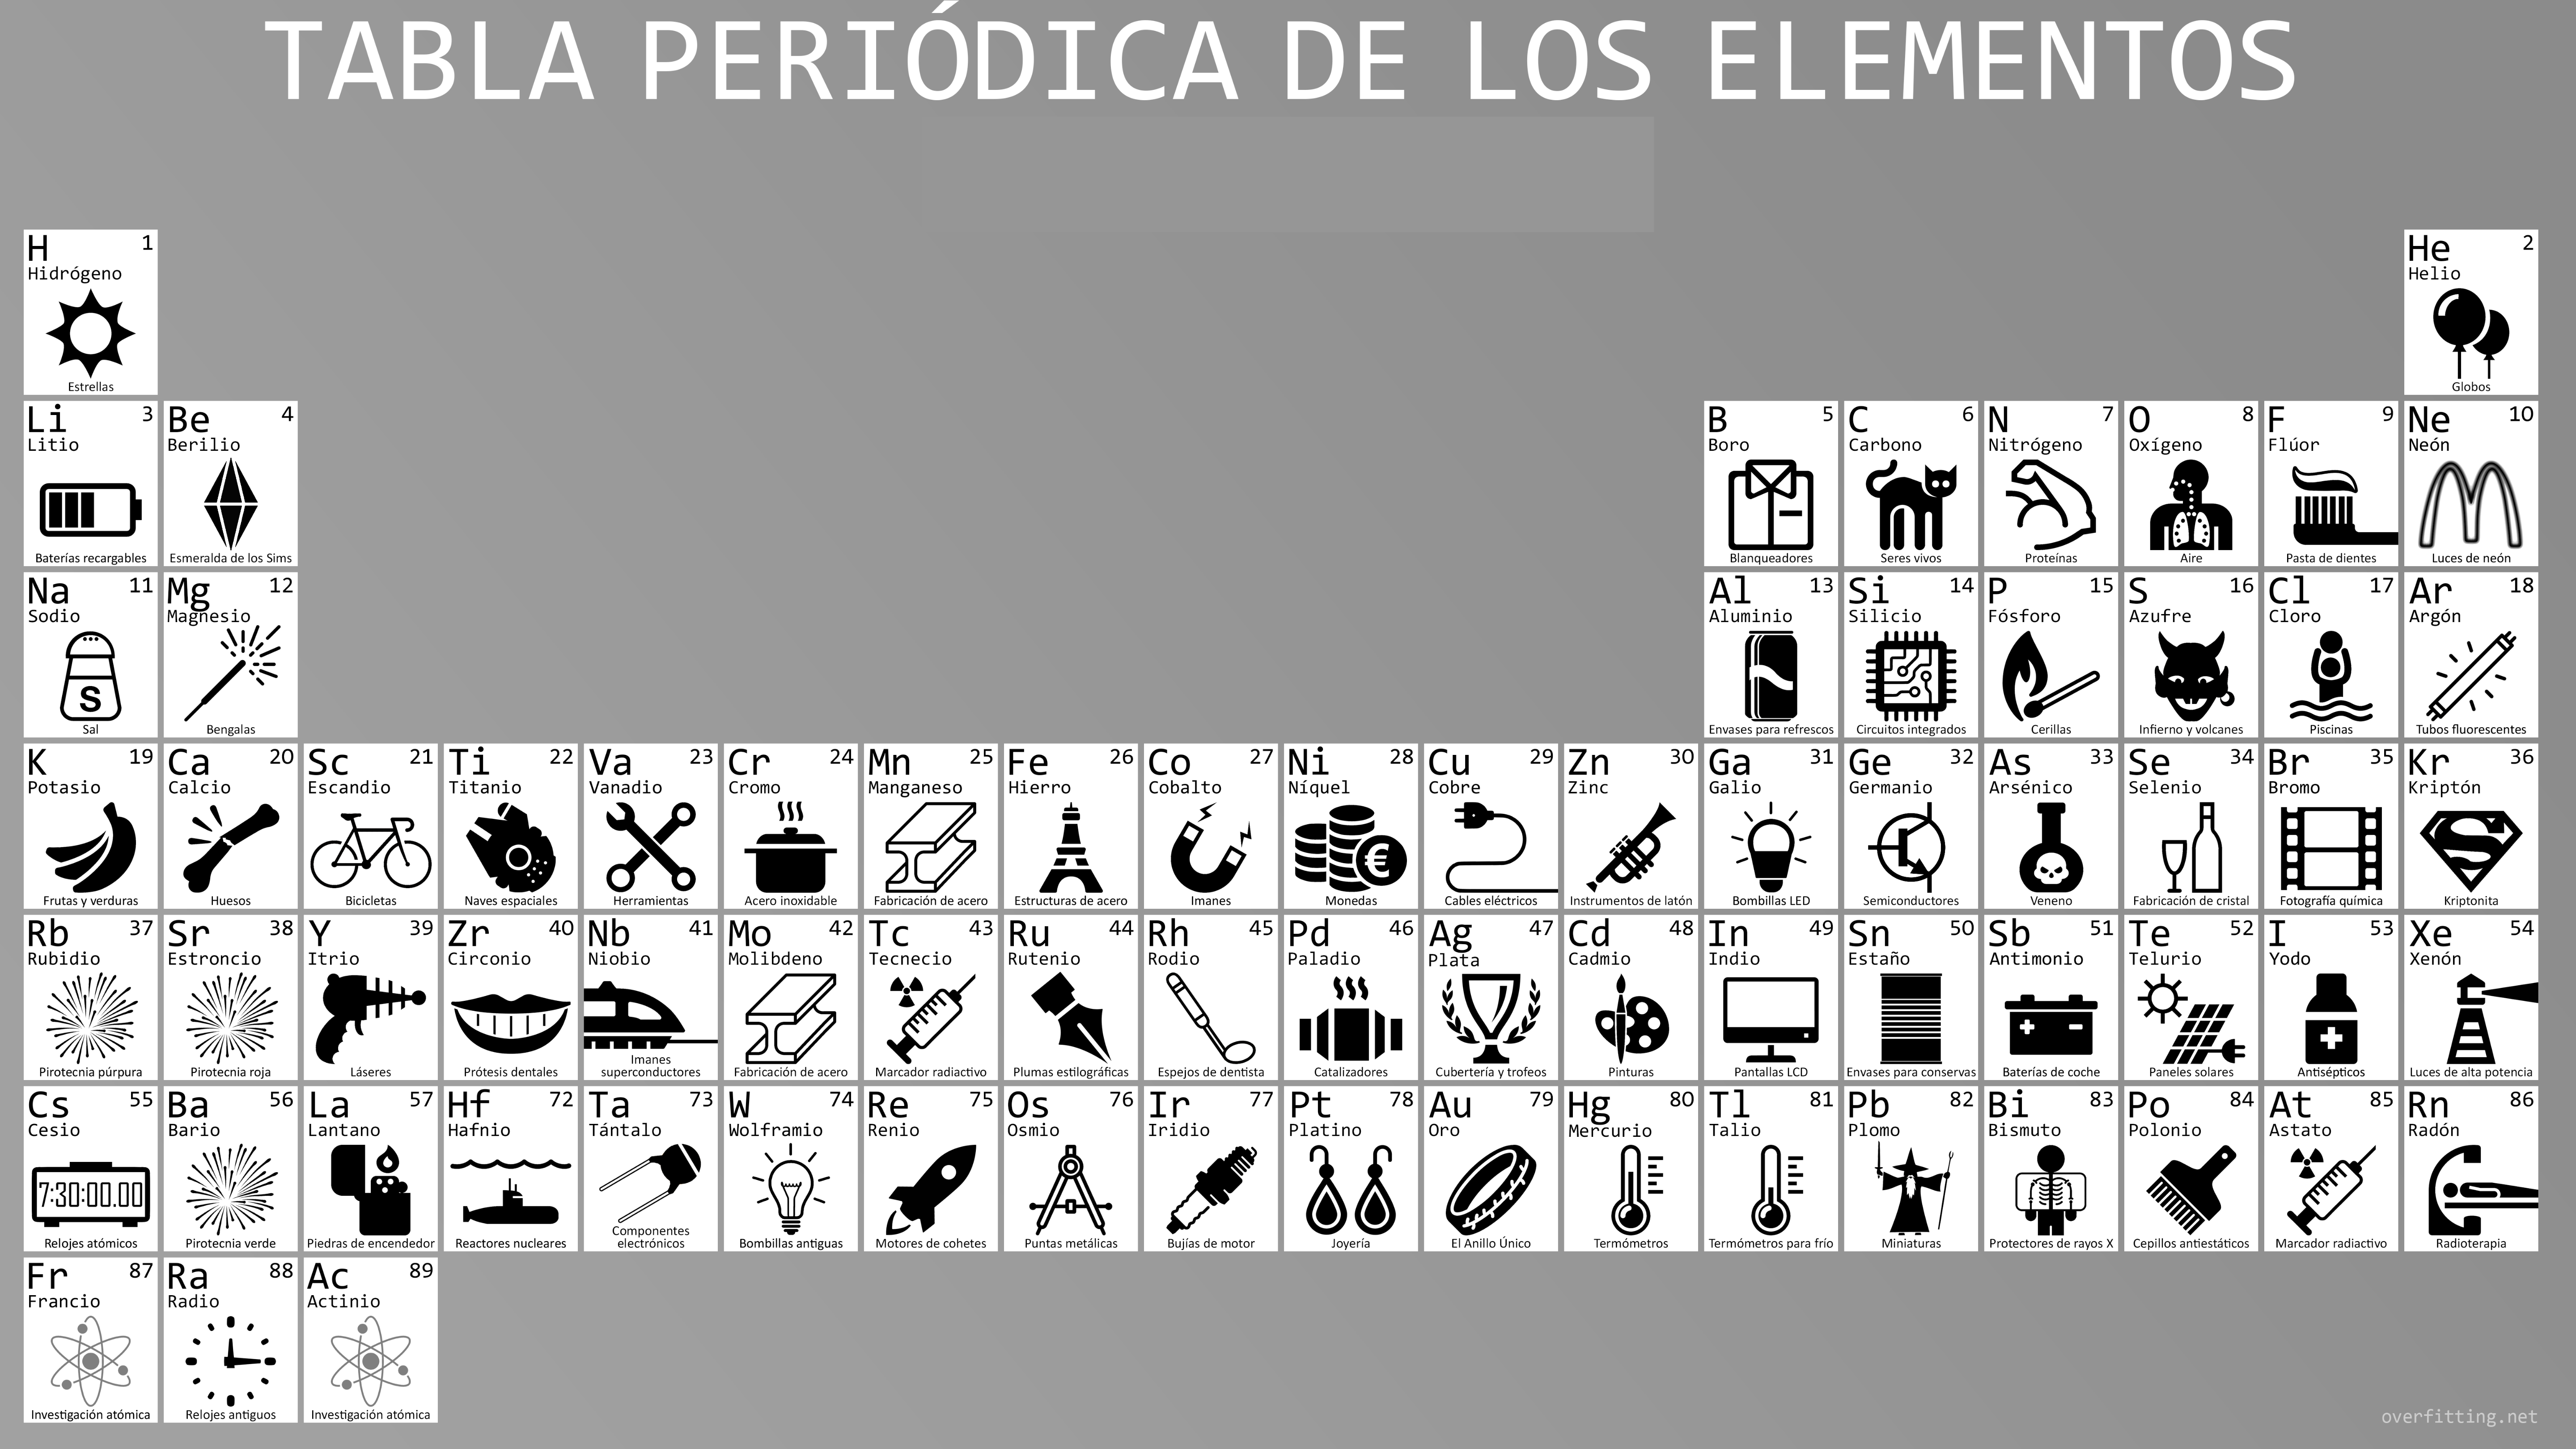 TABLA PERIÓDICA DE LOS ELEMENTOS
H 1
Hidrógeno
Estrellas
He 2
Helio
Globos
Li 3
Litio
Baterías recargables
Be 4
Berilio
Esmeralda de los Sims
B 5
Boro
Blanqueadores
C 6
Carbono
Seres vivos
N 7
Nitrógeno
Proteínas
O 8
Oxígeno
Aire
F 9
Flúor
Pasta de dientes
Ne 10
Neón
Luces de neón
Na 11
Sodio
S
Sal
Mg 12
Magnesio
Bengalas
Al 13
Aluminio
Envases para refrescos
Si 14
Silicio
Circuitos integrados
P 15
Fósforo
Cerillas
S 16
Azufre
Infierno y volcanes
Cl 17
Cloro
Piscinas
Ar 18
Argón
Tubos fluorescentes
K 19
Potasio
Frutas y verduras
Ca 20
Calcio
Huesos
Sc 21
Escandio
Bicicletas
Ti 22
Titanio
Naves espaciales
Va 23
Vanadio
Herramientas
Cr 24
Cromo
Acero inoxidable
Mn 25
Manganeso
Fabricación de acero
Fe 26
Hierro
Estructuras de acero
Co 27
Cobalto
Imanes
Ni 28
Níquel
€
Monedas
Cu 29
Cobre
Cables eléctricos
Zn 30
Zinc
Instrumentos de latón
Ga 31
Galio
Bombillas LED
Ge 32
Germanio
Semiconductores
As 33
Arsénico
Veneno
Se 34
Selenio
Fabricación de cristal
Br 35
Bromo
Fotografía química
Kr 36
Kriptón
S
Kriptonita
Rb 37
Rubidio
Pirotecnia púrpura
Sr 38
Estroncio
Pirotecnia roja
Y 39
Itrio
Láseres
Zr 40
Circonio
Prótesis dentales
Nb 41
Niobio
Imanes
superconductores
Mo 42
Molibdeno
Fabricación de acero
Tc 43
Tecnecio
Marcador radiactivo
Ru 44
Rutenio
Plumas estilográficas
Rh 45
Rodio
Espejos de dentista
Pd 46
Paladio
Catalizadores
Ag 47
Plata
Cubertería y trofeos
Cd 48
Cadmio
Pinturas
In 49
Indio
Pantallas LCD
Sn 50
Estaño
Envases para conservas
Sb 51
Antimonio
Baterías de coche
Te 52
Telurio
Paneles solares
I 53
Yodo
Antisépticos
Xe 54
Xenón
Luces de alta potencia
Cs 55
Cesio
7:30:00.00
Relojes atómicos
Ba 56
Bario
Pirotecnia verde
La 57
Lantano
Piedras de encendedor
Hf 72
Hafnio
Reactores nucleares
Ta 73
Tántalo
Componentes
electrónicos
W 74
Wolframio
Bombillas antiguas
Re 75
Renio
Motores de cohetes
Os 76
Osmio
Puntas metálicas
Ir 77
Iridio
Bujías de motor
Pt 78
Platino
Joyería
Au 79
Oro
El Anillo Único
Hg 80
Mercurio
Termómetros
Tl 81
Talio
Termómetros para frío
Pb 82
Plomo
Miniaturas
Bi 83
Bismuto
Protectores de rayos X
Po 84
Polonio
Cepillos antiestáticos
At 85
Astato
Marcador radiactivo
Rn 86
Radón
Radioterapia
Fr 87
Francio
Investigación atómica
Ra 88
Radio
Relojes antiguos
Ac 89
Actinio
Investigación atómica
overfitting.net